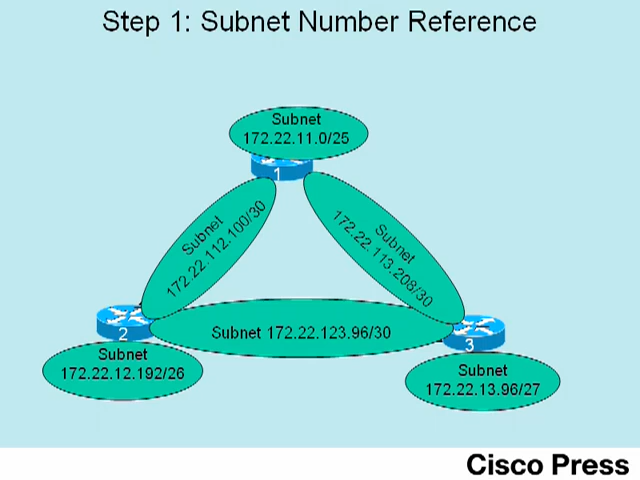 Step 1: Subnet Number Reference
Subnet
172.22.11.0/25
1
Subnet
172.22.112.100/30
Subnet
172.22.113.208/30
2
Subnet 172.22.123.96/30
3
Subnet
172.22.12.192/26
Subnet
172.22.13.96/27
Cisco Press